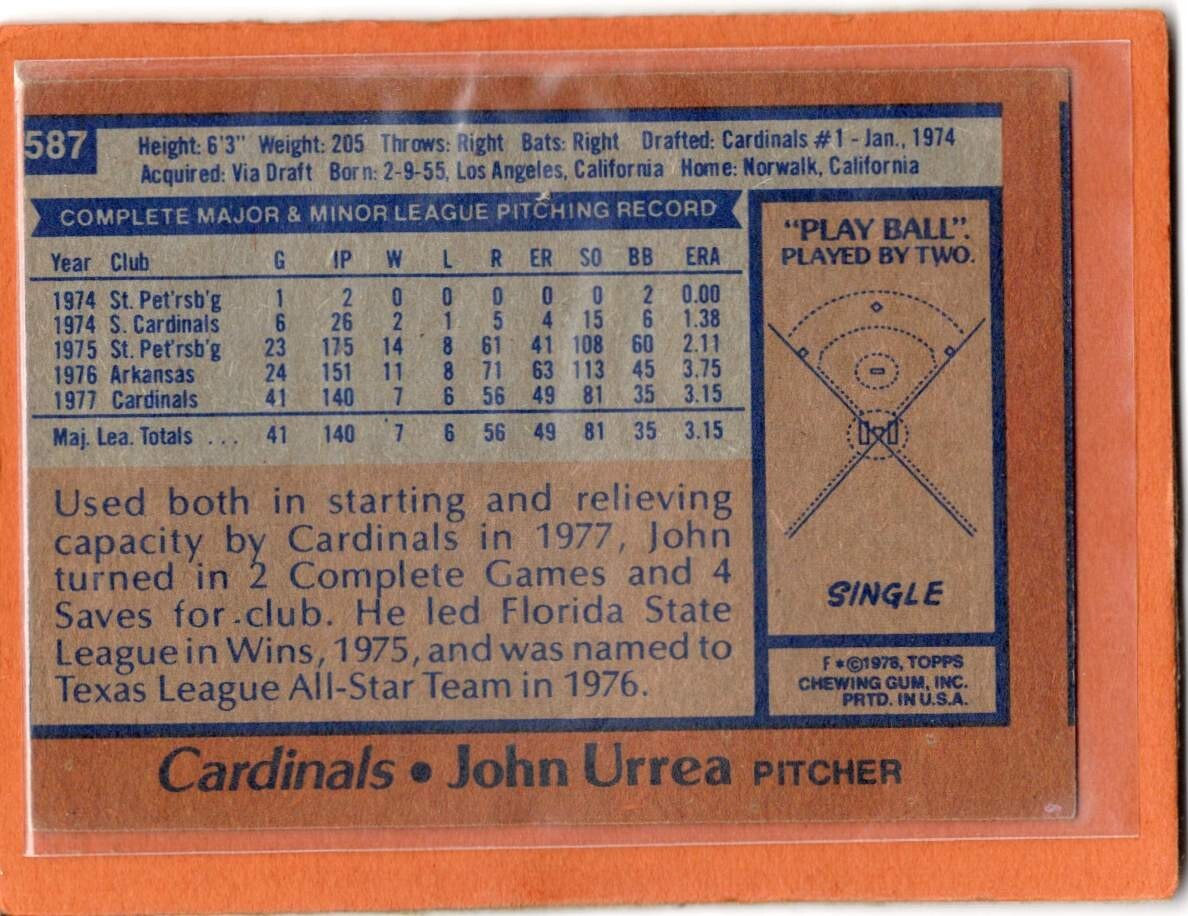 587
Height: 6'3" Weight: 205 Throws: Right Bats: Right Drafted: Cardinals #1 - Jan., 1974
Acquired: Via Draft Born: 2-9-55, Los Angeles, California Home: Norwalk, California
COMPLETE MAJOR & MINOR LEAGUE PITCHING RECORD
Year Club G IP W L R ER SO BB ERA
1974 St. Pet'rsb'g 1 2 0 0 0 0 0 2 0.00
1974 S. Cardinals 6 26 2 1 5 4 15 6 1.38
1975 St. Pet'rsb'g 23 175 14 8 61 41 108 60 2.11
1976 Arkansas 24 151 11 8 71 63 113 45 3.75
1977 Cardinals 41 140 7 6 56 49 81 35 3.15
Maj. Lea. Totals ... 41 140 7 6 56 49 81 35 3.15
Used both in starting and relieving
capacity by Cardinals in 1977, John
turned in 2 Complete Games and 4
Saves for club. He led Florida State
League in Wins, 1975, and was named to
Texas League All-Star Team in 1976.
"PLAY BALL".
PLAYED BY TWO.
SINGLE
F*©1978, TOPPS
CHEWING GUM, INC.
PRTD. IN U.S.A.
Cardinals • John Urrea PITCHER